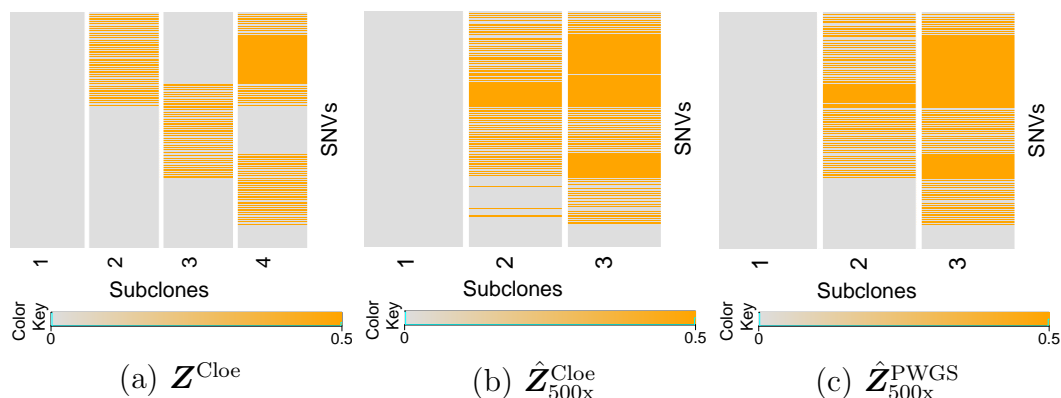 SNVs
SNVs
1 2 3 4
1 2 3
1 2 3
Subclones
Subclones
Subclones
Color Key
0 0.5
Color Key
0 0.5
Color Key
0 0.5
(a) Z^Cloe
(b) Ẑ^Cloe_500x
(c) Ẑ^PWGS_500x